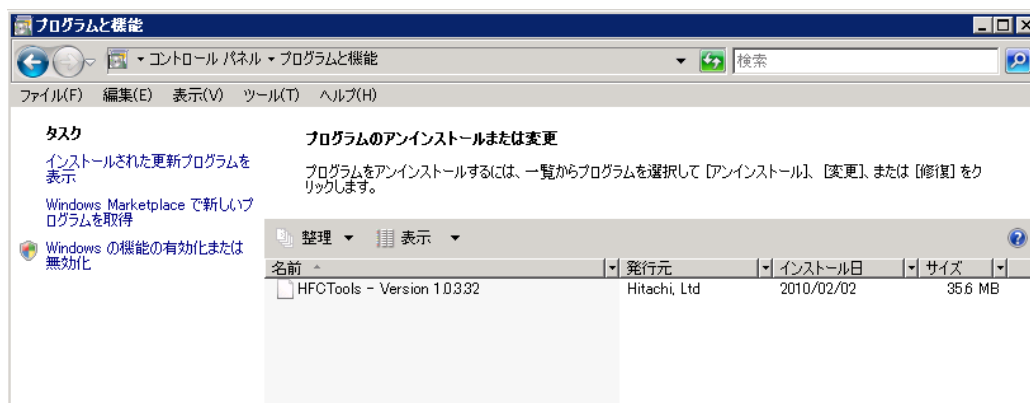 プログラムと機能
コントロール パネル ▾ プログラムと機能
検索
ファイル(F) 編集(E) 表示(V) ツール(T) ヘルプ(H)
タスク
インストールされた更新プログラムを
表示
Windows Marketplace で新しいプ
ログラムを取得
Windows の機能の有効化または
無効化
プログラムのアンインストールまたは変更
プログラムをアンインストールするには、一覧からプログラムを選択して [アンインストール]、[変更]、または [修復] をク
リックします。
整理 表示
名前 発行元 インストール日 サイズ
HFCTools - Version 1.0.3.32 Hitachi, Ltd 2010/02/02 35.6 MB